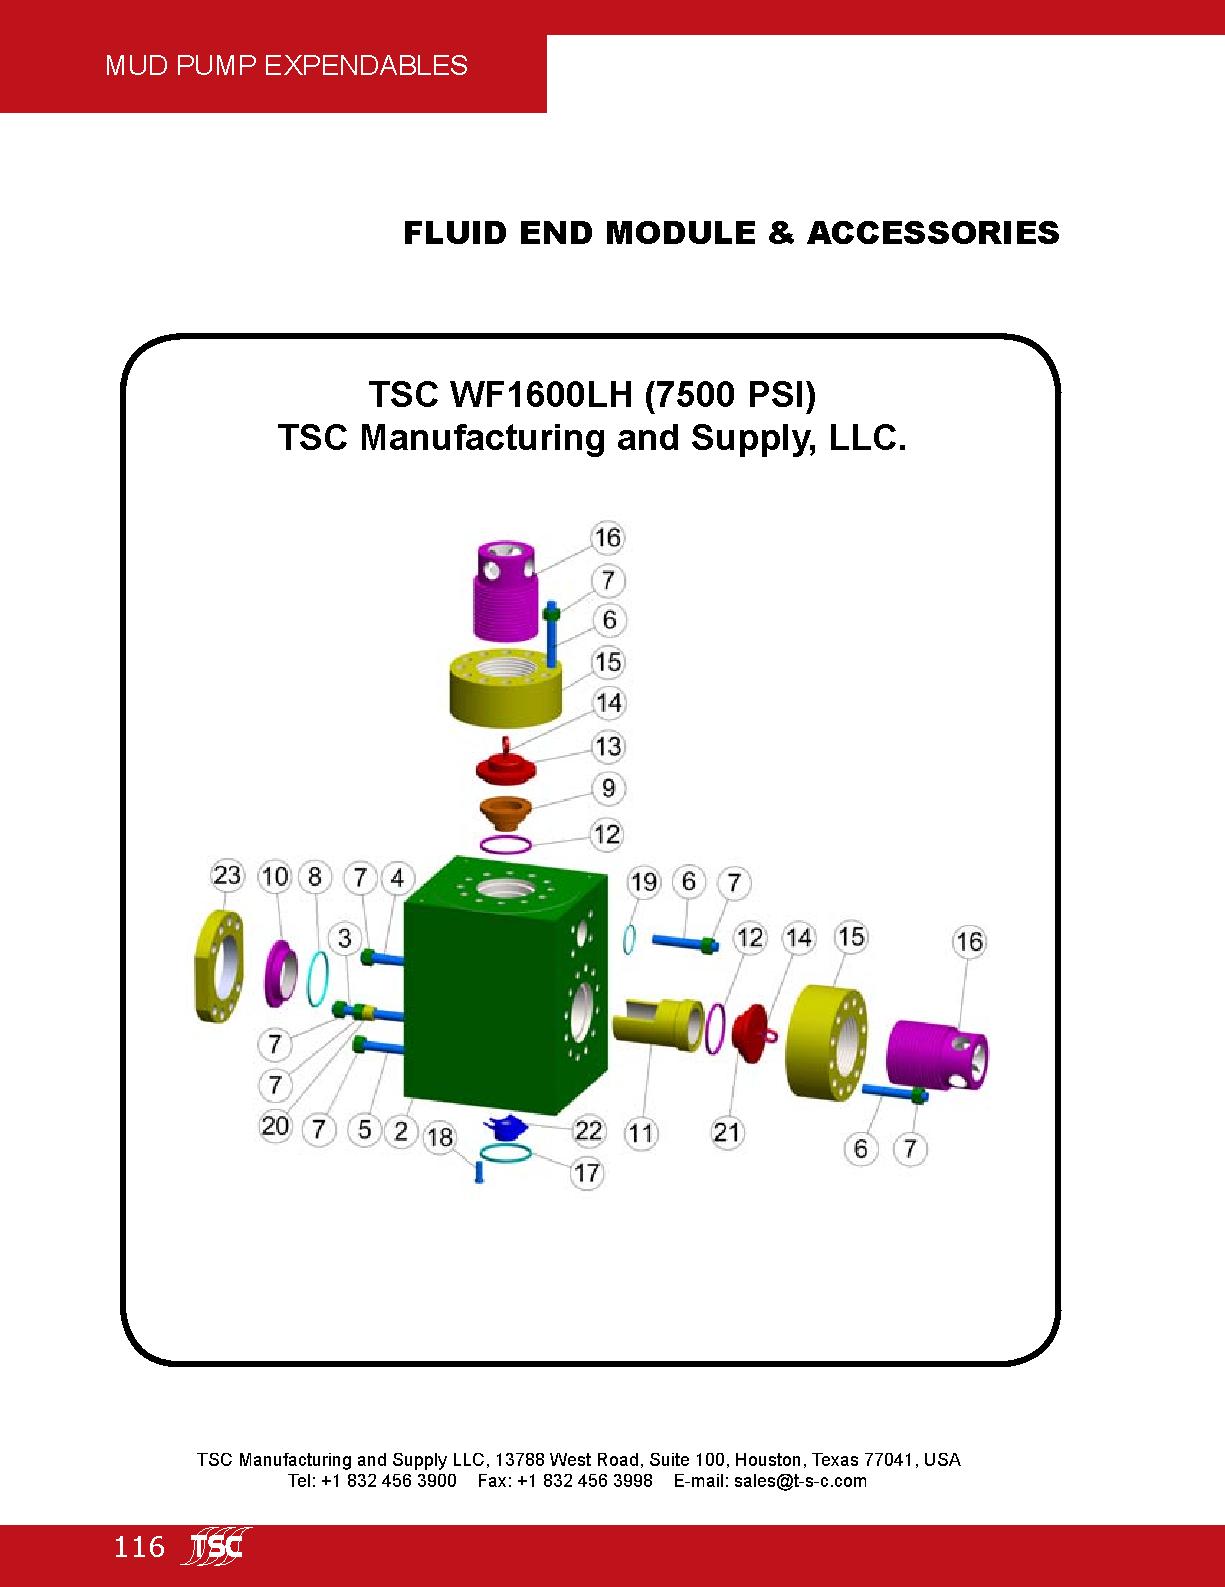 MUD PUMP EXPENDABLES
FLUID END MODULE & ACCESSORIES
TSC WF1600LH (7500 PSI)
TSC Manufacturing and Supply, LLC.
16
7
6
15
14
13
9
12
23 10 8 7 4
19 6 7
3
12 14 15
16
7
7
20 7 5 2 18
22 11 21
6 7
17
TSC Manufacturing and Supply LLC, 13788 West Road, Suite 100, Houston, Texas 77041, USA
Tel: +1 832 456 3900 Fax: +1 832 456 3998 E-mail: sales@t-s-c.com
116 TSC